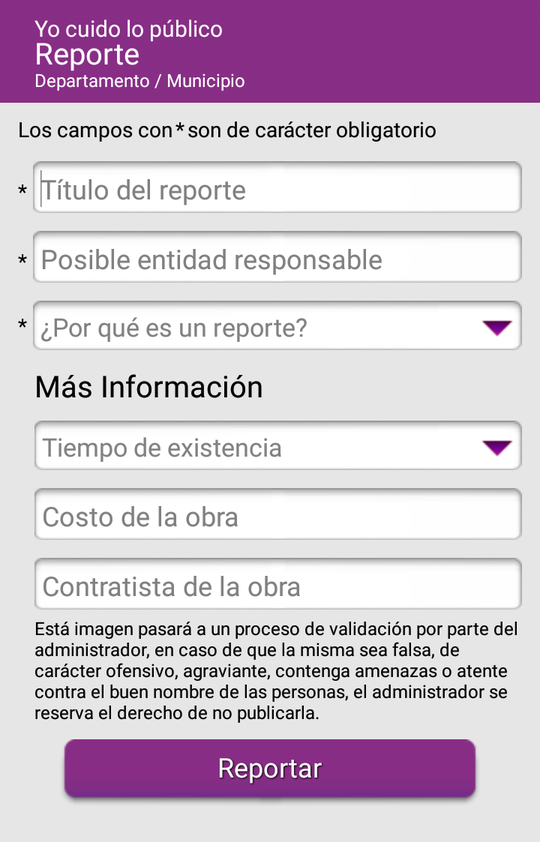 Yo cuido lo público
Reporte
Departamento / Municipio
Los campos con * son de carácter obligatorio
* Título del reporte
* Posible entidad responsable
* ¿Por qué es un reporte?
Más Información
Tiempo de existencia
Costo de la obra
Contratista de la obra
Está imagen pasará a un proceso de validación por parte del
administrador, en caso de que la misma sea falsa, de
carácter ofensivo, agraviante, contenga amenazas o atente
contra el buen nombre de las personas, el administrador se
reserva el derecho de no publicarla.
Reportar